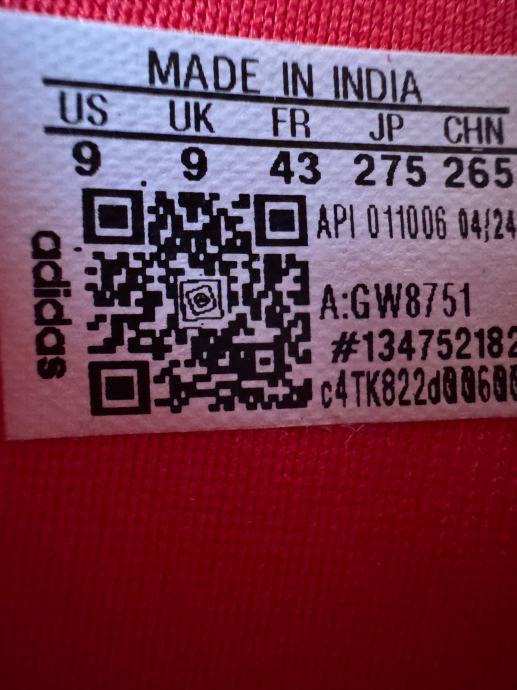 MADE IN INDIA
US UK FR JP CHN
9 9 43 275 265
API 011006 04/24
A:GW8751
#134752182
adidas